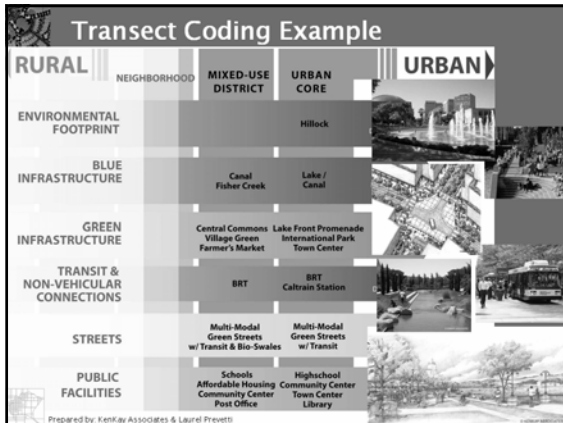 Transect Coding Example
RURAL
NEIGHBORHOOD
MIXED-USE
DISTRICT
URBAN
CORE
URBAN
ENVIRONMENTAL
FOOTPRINT
Hillock
BLUE
INFRASTRUCTURE
Canal
Fisher Creek
Lake /
Canal
GREEN
INFRASTRUCTURE
Central Commons
Village Green
Farmer's Market
Lake Front Promenade
International Park
Town Center
TRANSIT &
NON-VEHICULAR
CONNECTIONS
BRT
BRT
Caltrain Station
STREETS
Multi-Modal
Green Streets
w/ Transit & Bio-Swales
Multi-Modal
Green Streets
w/ Transit
PUBLIC
FACILITIES
Schools
Affordable Housing
Community Center
Post Office
Highschool
Community Center
Town Center
Library
Prepared by: KenKay Associates & Laurel Prevetti